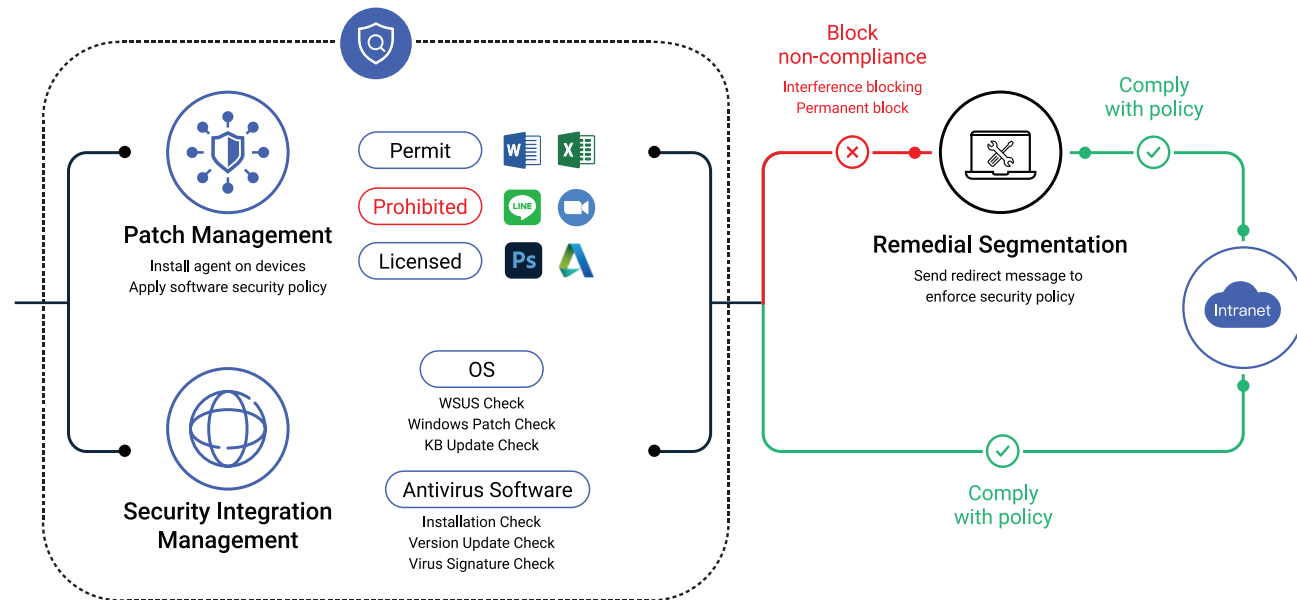 Patch Management
Install agent on devices
Apply software security policy
Permit
W
X
Prohibited
LINE
Licensed
Ps
Security Integration
Management
OS
WSUS Check
Windows Patch Check
KB Update Check
Antivirus Software
Installation Check
Version Update Check
Virus Signature Check
Block
non-compliance
Interference blocking
Permanent block
Remedial Segmentation
Send redirect message to
enforce security policy
Comply
with policy
Intranet
Comply
with policy